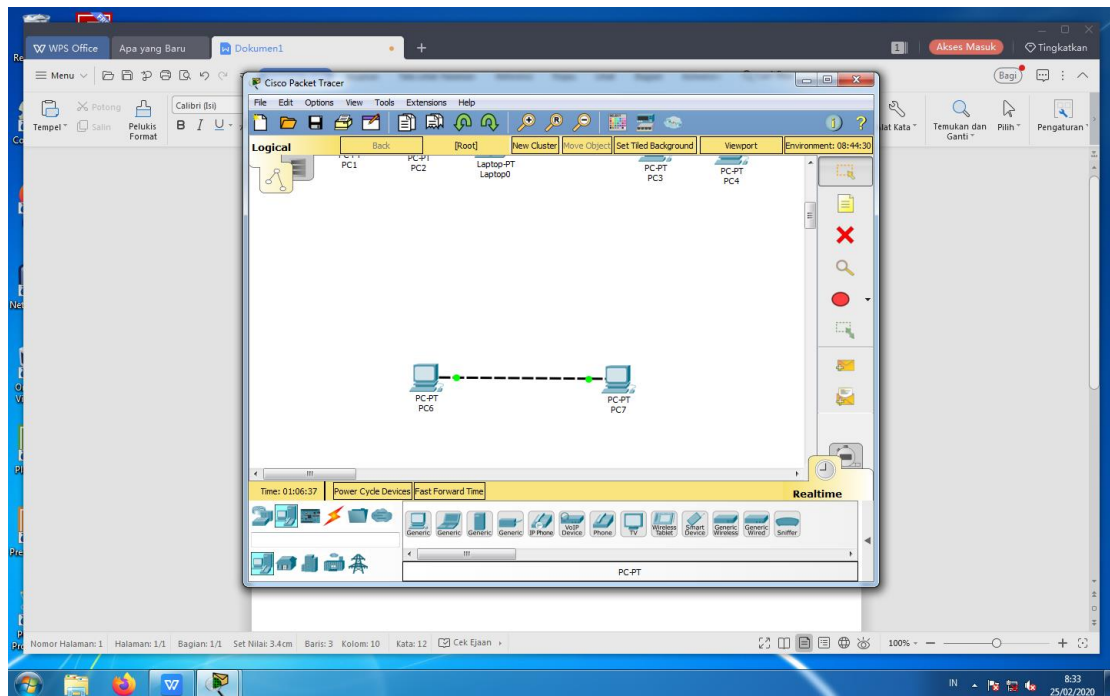 WPS Office Apa yang Baru Dokumen1 + 1 Akses Masuk Tingkatkan
Menu Bagi
Tempel Potong Salin Pelukis Format Calibri (Isi) B I U Alat Kata Temukan dan Ganti Pilih Pengaturan
Cisco Packet Tracer
File Edit Options View Tools Extensions Help
Logical Back [Root] New Cluster Move Object Set Tiled Background Viewport Environment: 08:44:30
PC-PT
PC1
PC-PT
PC2
Laptop-PT
Laptop0
PC-PT
PC3
PC-PT
PC4
PC-PT
PC6
PC-PT
PC7
Time: 01:06:37 Power Cycle Devices Fast Forward Time Realtime
Generic Generic Generic Generic IP Phone VoIP Device Phone TV Wireless Tablet Smart Device Generic Wireless Generic Wired Sniffer
PC-PT
Nomor Halaman: 1 Halaman: 1/1 Bagian: 1/1 Set Nilai: 3.4cm Baris: 3 Kolom: 10 Kata: 12 Cek Ejaan 100%
IN 8:33
25/02/2020